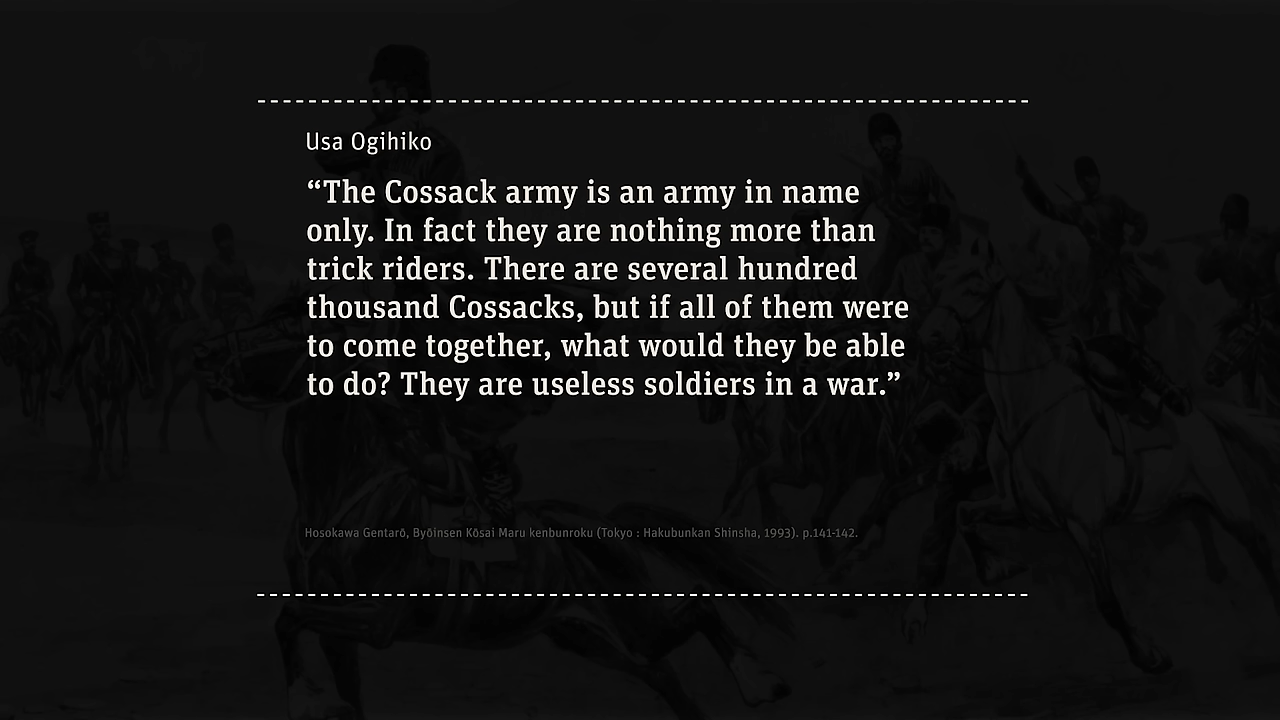 Usa Ogihiko
“The Cossack army is an army in name
only. In fact they are nothing more than
trick riders. There are several hundred
thousand Cossacks, but if all of them were
to come together, what would they be able
to do? They are useless soldiers in a war.”
Hosokawa Gentarō, Byōinsen Kōsai Maru kenbunroku (Tokyo : Hakubunkan Shinsha, 1993). p.141-142.